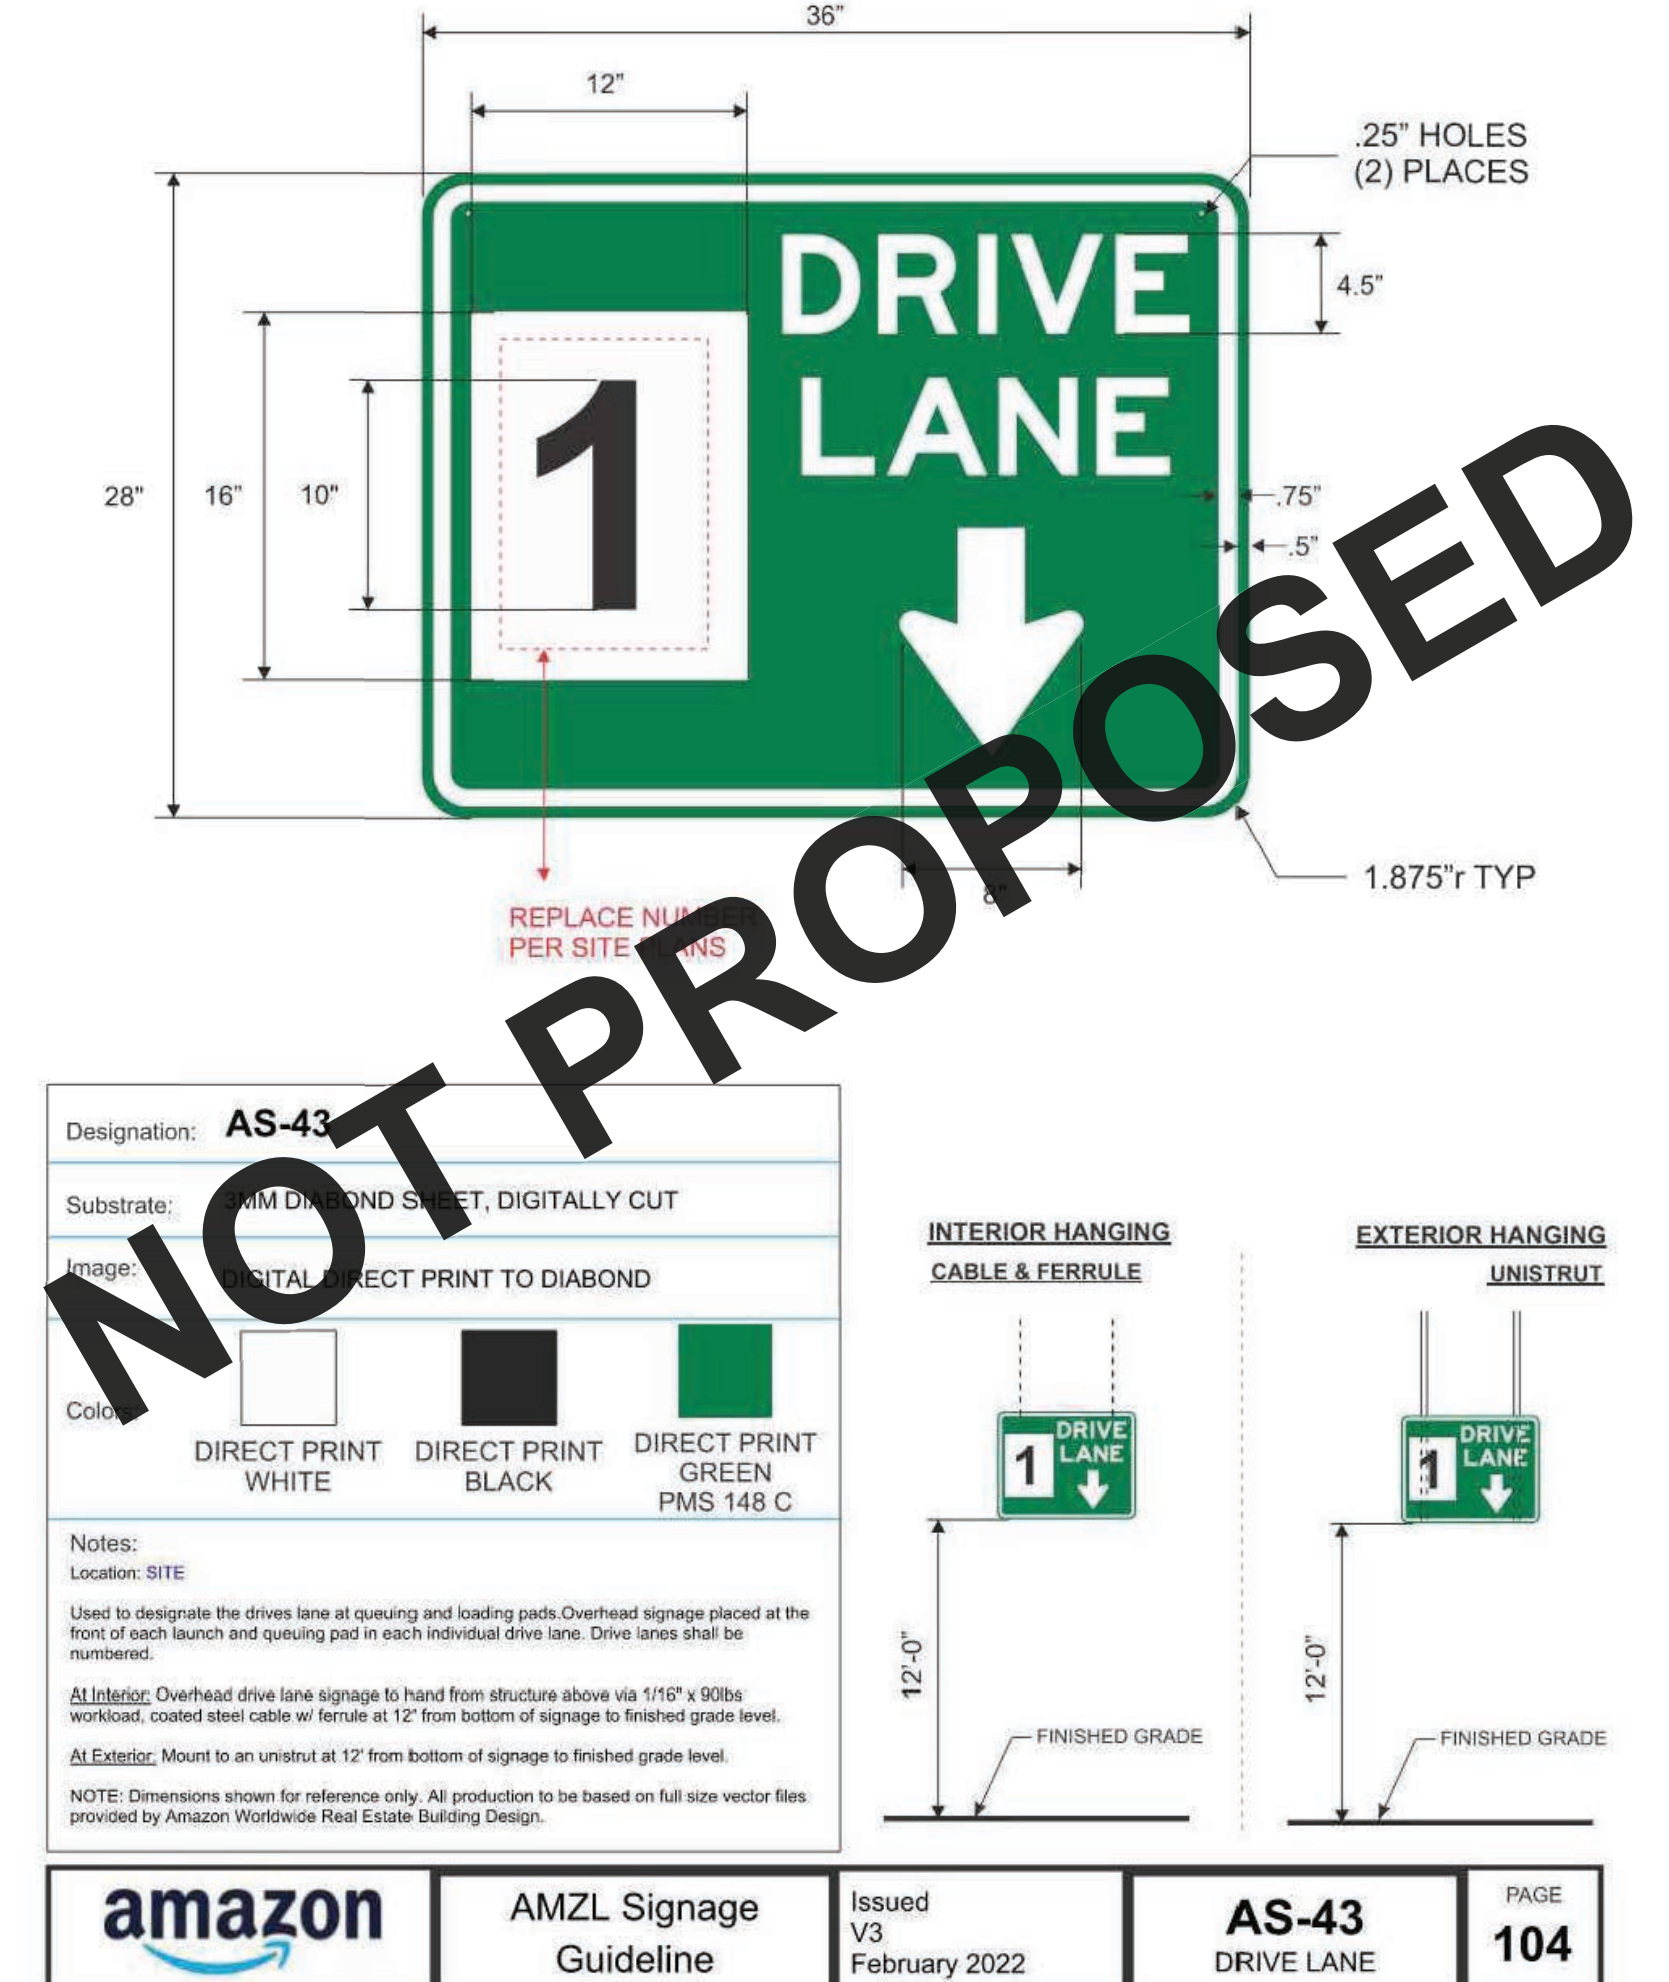 36”
12”
.25” HOLES
(2) PLACES
DRIVE
LANE
4.5”
1
28”
16”
10”
.75”
.5”
8”
1.875”r TYP
REPLACE NUMBER
PER SITE PLANS
NOT PROPOSED
Designation: AS-43
Substrate: 3MM DIABOND SHEET, DIGITALLY CUT
Image: DIGITAL DIRECT PRINT TO DIABOND
Colors:
DIRECT PRINT
WHITE
DIRECT PRINT
BLACK
DIRECT PRINT
GREEN
PMS 148 C
Notes:
Location: SITE
Used to designate the drives lane at queuing and loading pads.Overhead signage placed at the
front of each launch and queuing pad in each individual drive lane. Drive lanes shall be
numbered.
At Interior: Overhead drive lane signage to hand from structure above via 1/16" x 90lbs
workload, coated steel cable w/ ferrule at 12' from bottom of signage to finished grade level.
At Exterior: Mount to an unistrut at 12' from bottom of signage to finished grade level.
NOTE: Dimensions shown for reference only. All production to be based on full size vector files
provided by Amazon Worldwide Real Estate Building Design.
INTERIOR HANGING
CABLE & FERRULE
1
DRIVE
LANE
12’-0”
FINISHED GRADE
EXTERIOR HANGING
UNISTRUT
1
DRIVE
LANE
12’-0”
FINISHED GRADE
amazon
AMZL Signage
Guideline
Issued
V3
February 2022
AS-43
DRIVE LANE
PAGE
104